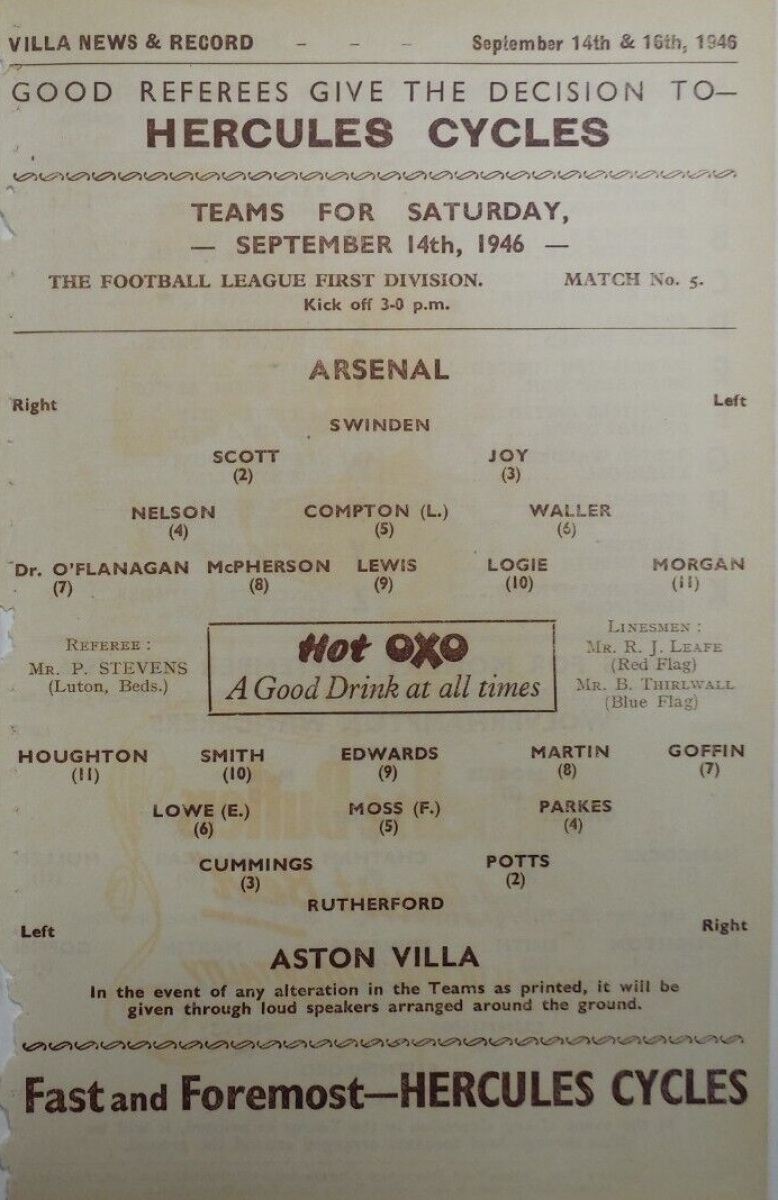 VILLA NEWS & RECORD - - - September 14th & 16th, 1946
GOOD REFEREES GIVE THE DECISION TO—
HERCULES CYCLES
TEAMS FOR SATURDAY,
— SEPTEMBER 14th, 1946 —
THE FOOTBALL LEAGUE FIRST DIVISION. MATCH No. 5.
Kick off 3-0 p.m.
ARSENAL
Right Left
SWINDEN
SCOTT JOY
(2) (3)
NELSON COMPTON (L.) WALLER
(4) (5) (6)
Dr. O'FLANAGAN McPHERSON LEWIS LOGIE MORGAN
(7) (8) (9) (10) (11)
REFEREE :
MR. P. STEVENS
(Luton, Beds.)
Hot OXO
A Good Drink at all times
LINESMEN :
MR. R. J. LEAFE
(Red Flag)
MR. B. THIRLWALL
(Blue Flag)
HOUGHTON SMITH EDWARDS MARTIN GOFFIN
(11) (10) (9) (8) (7)
LOWE (E.) MOSS (F.) PARKES
(6) (5) (4)
CUMMINGS POTTS
(3) (2)
RUTHERFORD
Left Right
ASTON VILLA
In the event of any alteration in the Teams as printed, it will be
given through loud speakers arranged around the ground.
Fast and Foremost—HERCULES CYCLES